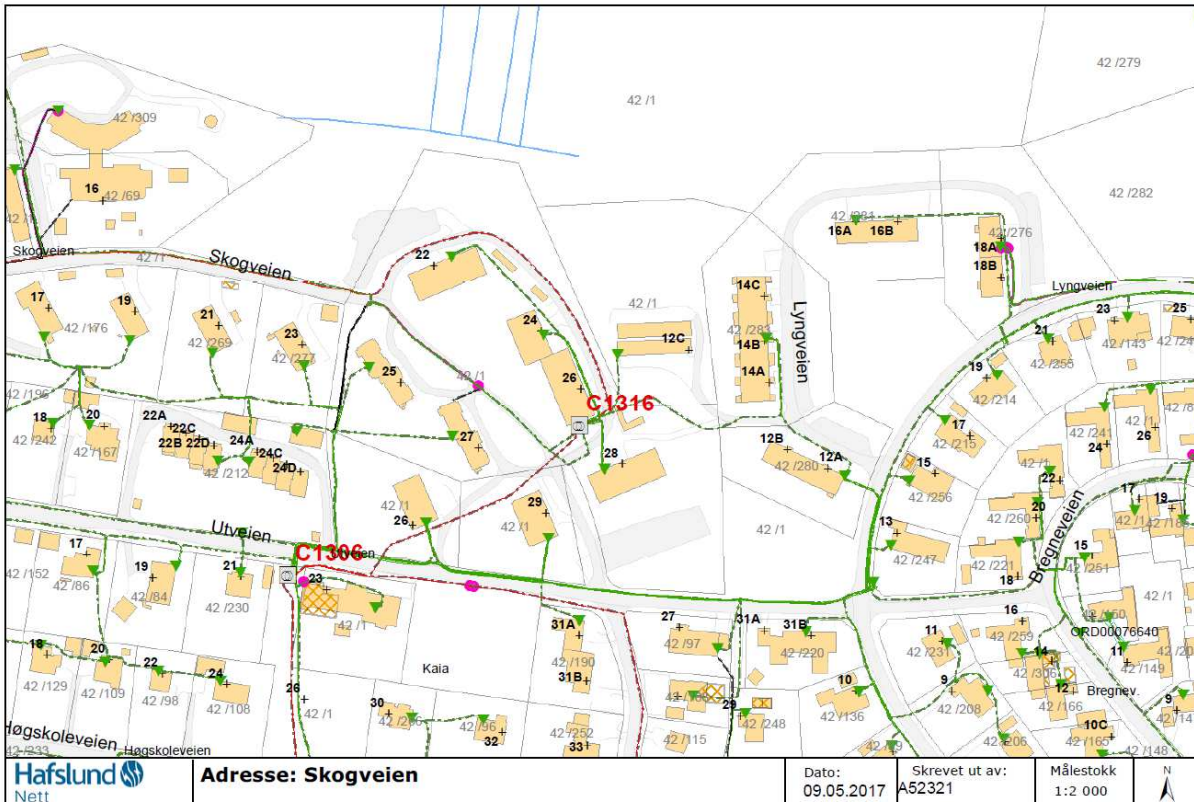 42 /279
42 /1
42 /309
16
42 /69
42 /282
42 /281
16A
16B
42 /276
18A
18B
Skogveien
42 /1
Skogveien
22
14C
Lyngveien
Lyngveien
17
19
21
23
24
42 /1
12C
42 /283
14B
14A
21
23
25
42 /176
42 /269
42 /277
42 /255
42 /143
25
42 /1
26
C1316
19
42 /214
42 /196
18
20
22A
22C
22B
22D
24A
24C
24D
42 /242
42 /167
42 /212
27
28
12B
12A
42 /280
17
42 /215
42 /241
24
42 /1
26
15
42 /256
42 /1
22
26
42 /1
29
42 /1
42 /1
13
42 /247
42 /260
20
17
19
42 /1
Utveien
Bregneveien
C1306
Utveien
17
42 /152
42 /86
19
42 /84
21
42 /230
23
42 /1
42 /221
18
15
42 /251
42 /1
31A
27
42 /97
31A
31B
42 /220
11
42 /231
16
42 /259
42 /150
ORD00076640
18
42 /129
20
42 /109
22
42 /98
24
42 /108
26
42 /1
Kaia
42 /190
31B
14
42 /306
11
42 /149
30
32
42 /252
33
29
42 /248
42 /115
10
42 /136
9
42 /208
12
42 /166
Bregnev.
9
10C
42 /165
42 /206
42 /148
Høgskoleveien
42 /233
Høgskoleveien
Hafslund
Nett
Adresse: Skogveien
Dato:
09.05.2017
Skrevet ut av:
A52321
Målestokk
1:2 000
N